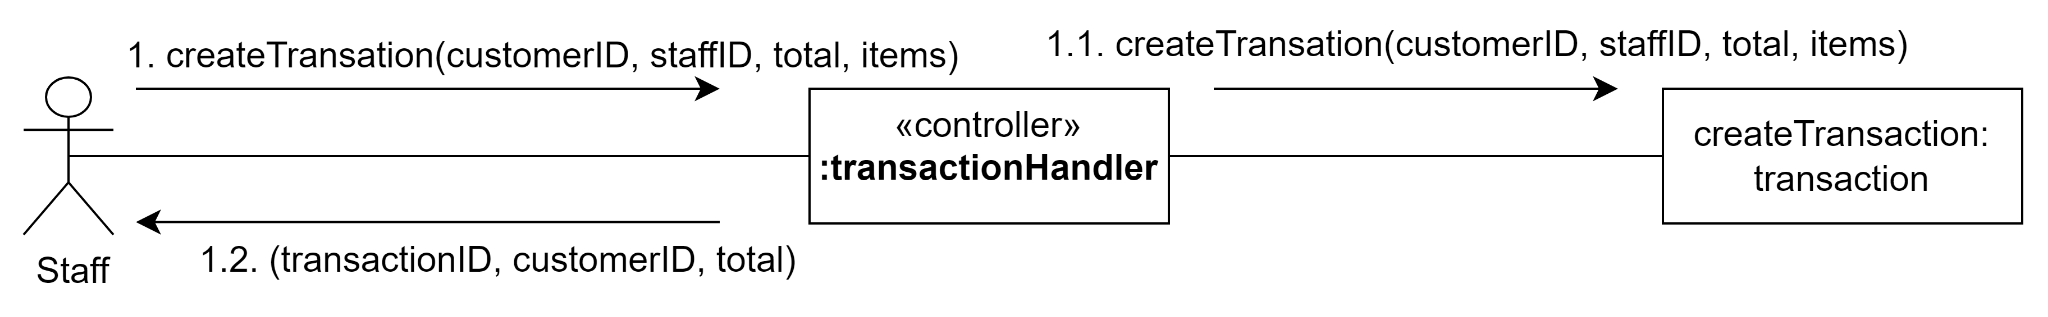 1. createTransation(customerID, staffID, total, items)
1.1. createTransation(customerID, staffID, total, items)
«controller»
:transactionHandler
createTransaction:
transaction
1.2. (transactionID, customerID, total)
Staff